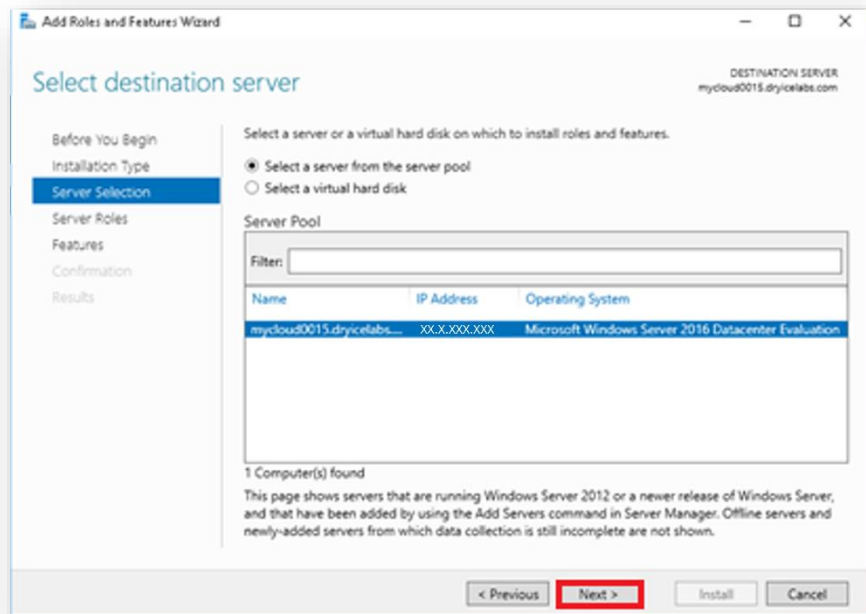 Add Roles and Features Wizard
Select destination server
DESTINATION SERVER
mycloud0015.dryicelabs.com
Before You Begin
Installation Type
Server Selection
Server Roles
Features
Confirmation
Results
Select a server or a virtual hard disk on which to install roles and features.
Select a server from the server pool
Select a virtual hard disk
Server Pool
Filter:
Name IP Address Operating System
mycloud0015.dryicelabs.... XX.X.XXX.XXX Microsoft Windows Server 2016 Datacenter Evaluation
1 Computer(s) found
This page shows servers that are running Windows Server 2012 or a newer release of Windows Server,
and that have been added by using the Add Servers command in Server Manager. Offline servers and
newly-added servers from which data collection is still incomplete are not shown.
< Previous Next > Install Cancel